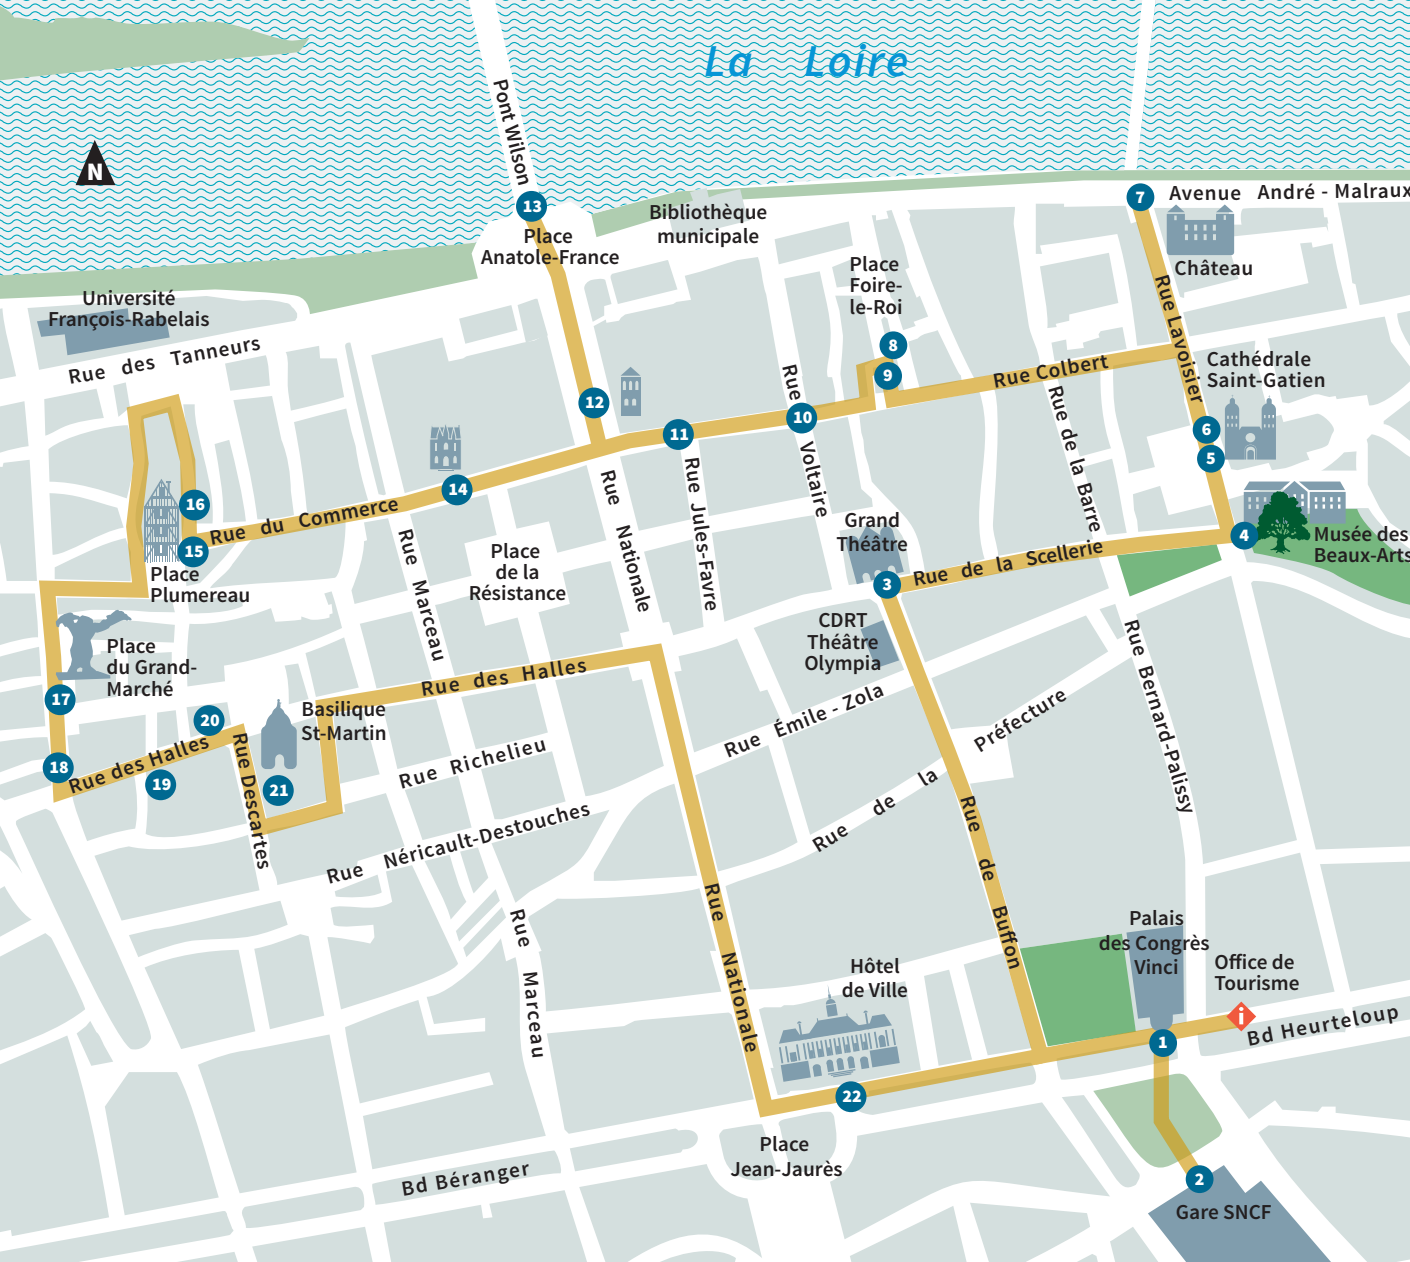 La Loire
Pont Wilson
N
13
7
Avenue André - Malraux
Place
Anatole-France
Bibliothèque
municipale
Château
Place
Foire-
le-Roi
Université
François-Rabelais
Rue des Tanneurs
Rue Lavoisier
8
9
Cathédrale
Saint-Gatien
Rue Colbert
12
11
10
Rue Voltaire
Rue de la Barre
6
5
14
16
15
Rue du Commerce
Rue Marceau
Place
de la
Résistance
Rue Nationale
Rue Jules-Favre
Grand
Théâtre
4
Musée des
Beaux-Arts
Rue de la Scellerie
3
Place
Plumereau
CDRT
Théâtre
Olympia
Place
du Grand-
Marché
17
Rue des Halles
Rue Émile - Zola
Rue Bernard-Palissy
20
Basilique
St-Martin
Rue de la Préfecture
18
Rue des Halles
19
Rue Descartes
21
Rue Richelieu
Rue Néricault-Destouches
Rue de Buffon
Rue Marceau
Rue Nationale
Palais
des Congrès
Vinci
Office de
Tourisme
i
Hôtel
de Ville
1
Bd Heurteloup
22
Place
Jean-Jaurès
Bd Béranger
2
Gare SNCF